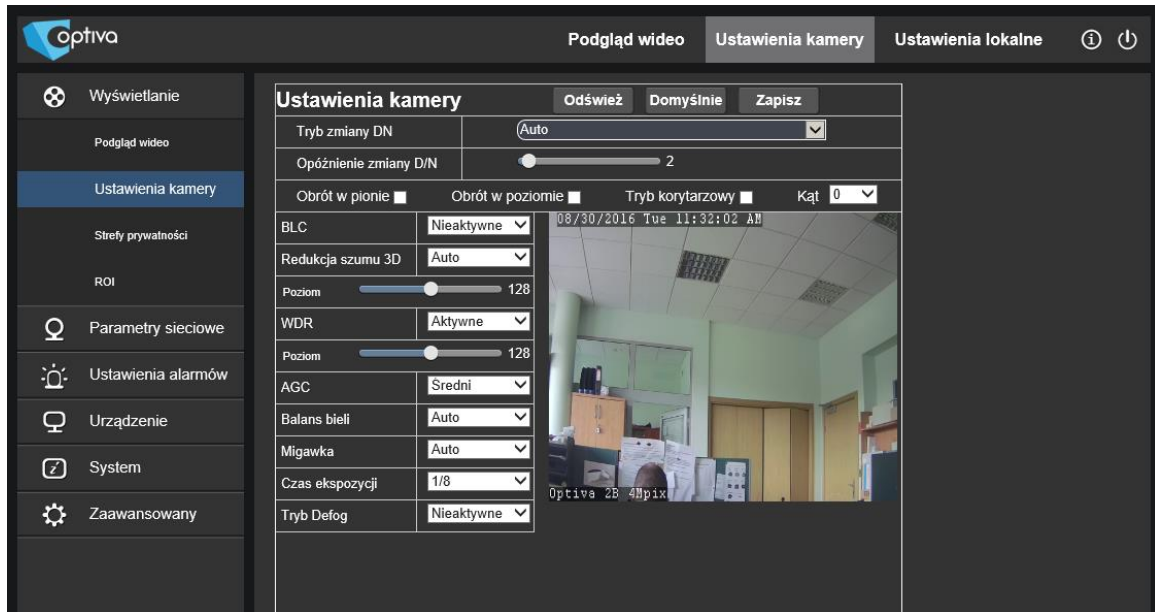 Optiva
Podgląd wideo
Ustawienia kamery
Ustawienia lokalne
Wyświetlanie
Podgląd wideo
Ustawienia kamery
Strefy prywatności
ROI
Parametry sieciowe
Ustawienia alarmów
Urządzenie
System
Zaawansowany
Ustawienia kamery
Odśwież
Domyślnie
Zapisz
Tryb zmiany DN
Auto
Opóźnienie zmiany D/N
2
Obrót w pionie
Obrót w poziomie
Tryb korytarzowy
Kąt
0
BLC
Nieaktywne
Redukcja szumu 3D
Auto
Poziom
128
WDR
Aktywne
Poziom
128
AGC
Średni
Balans bieli
Auto
Migawka
Auto
Czas ekspozycji
1/8
Tryb Defog
Nieaktywne
08/30/2016 Tue 11:32:02 AM
Optiva 2B 4Mpix